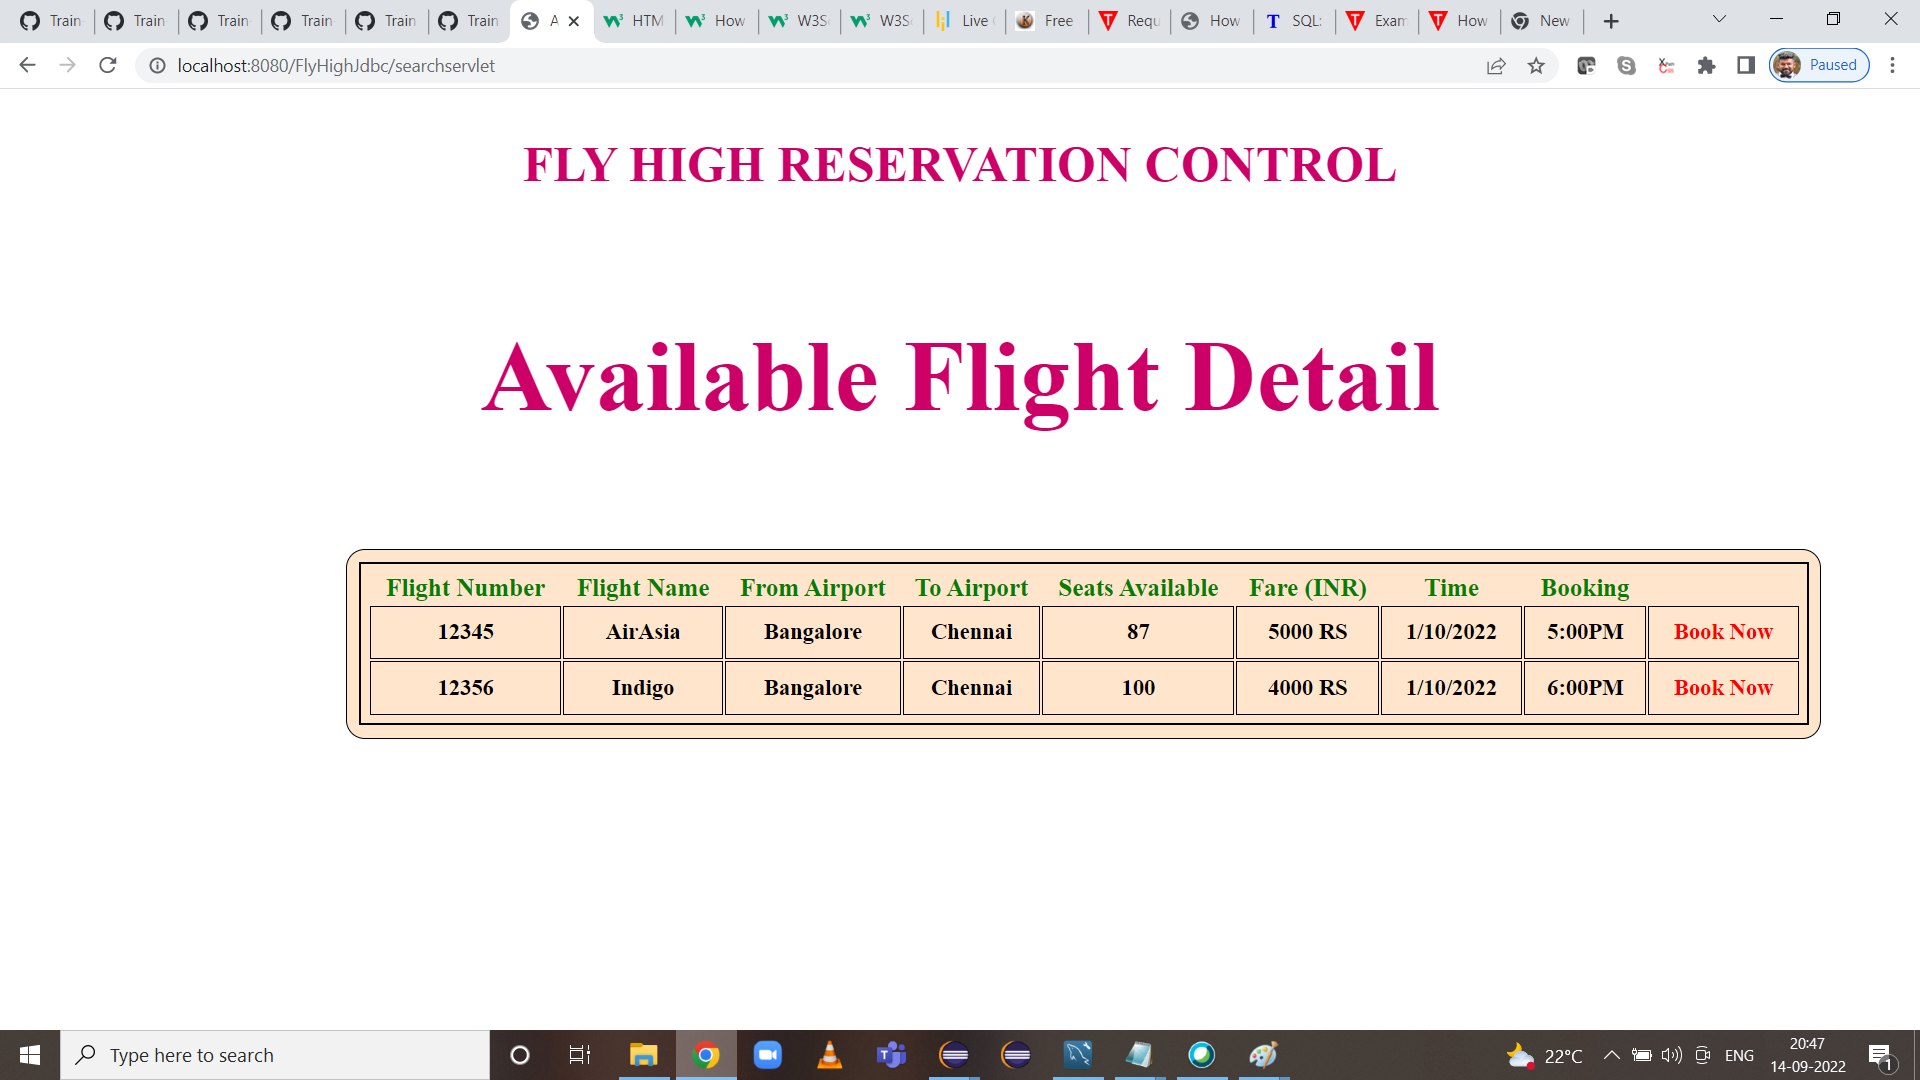 Train Train Train Train Train Train A HTM How W3Sc W3Sc Live Free Requ How SQL: Exam How New
localhost:8080/FlyHighJdbc/searchservlet Paused
FLY HIGH RESERVATION CONTROL
Available Flight Detail
Flight Number Flight Name From Airport To Airport Seats Available Fare (INR) Time Booking
12345 AirAsia Bangalore Chennai 87 5000 RS 1/10/2022 5:00PM Book Now
12356 Indigo Bangalore Chennai 100 4000 RS 1/10/2022 6:00PM Book Now
Type here to search 22°C ENG 20:47
14-09-2022 1